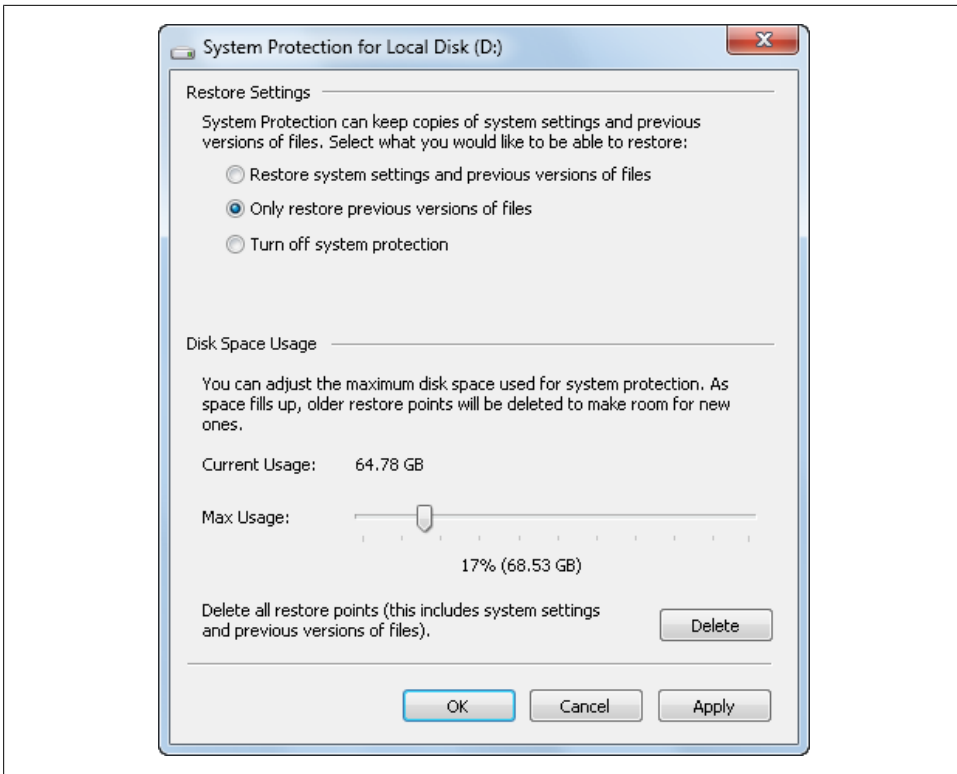 System Protection for Local Disk (D:)
Restore Settings
System Protection can keep copies of system settings and previous
versions of files. Select what you would like to be able to restore:
Restore system settings and previous versions of files
Only restore previous versions of files
Turn off system protection
Disk Space Usage
You can adjust the maximum disk space used for system protection. As
space fills up, older restore points will be deleted to make room for new
ones.
Current Usage: 64.78 GB
Max Usage:
17% (68.53 GB)
Delete all restore points (this includes system settings
and previous versions of files).
Delete
OK Cancel Apply